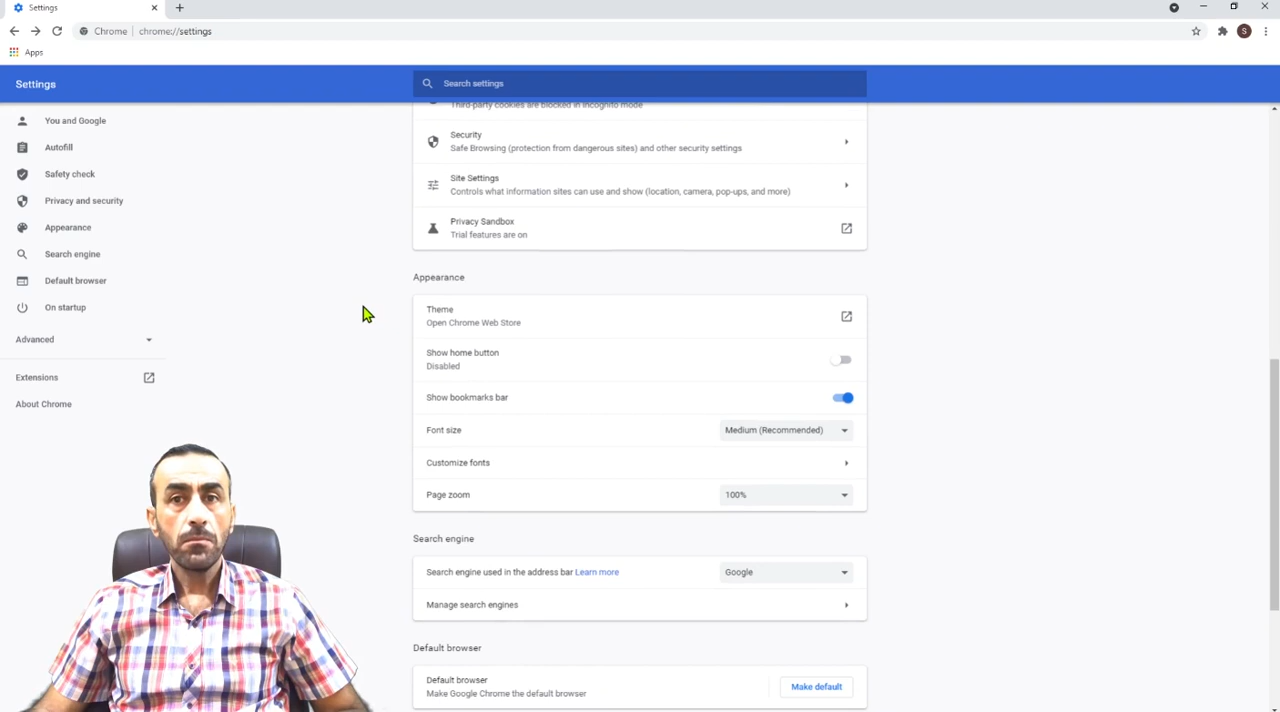 Settings
Chrome chrome://settings
S
Apps
Settings
Search settings
You and Google
Autofill
Safety check
Privacy and security
Appearance
Search engine
Default browser
On startup
Advanced
Extensions
About Chrome
Third-party cookies are blocked in Incognito mode
Security
Safe Browsing (protection from dangerous sites) and other security settings
Site Settings
Controls what information sites can use and show (location, camera, pop-ups, and more)
Privacy Sandbox
Trial features are on
Appearance
Theme
Open Chrome Web Store
Show home button
Disabled
Show bookmarks bar
Font size Medium (Recommended)
Customize fonts
Page zoom 100%
Search engine
Search engine used in the address bar Learn more Google
Manage search engines
Default browser
Default browser
Make Google Chrome the default browser
Make default